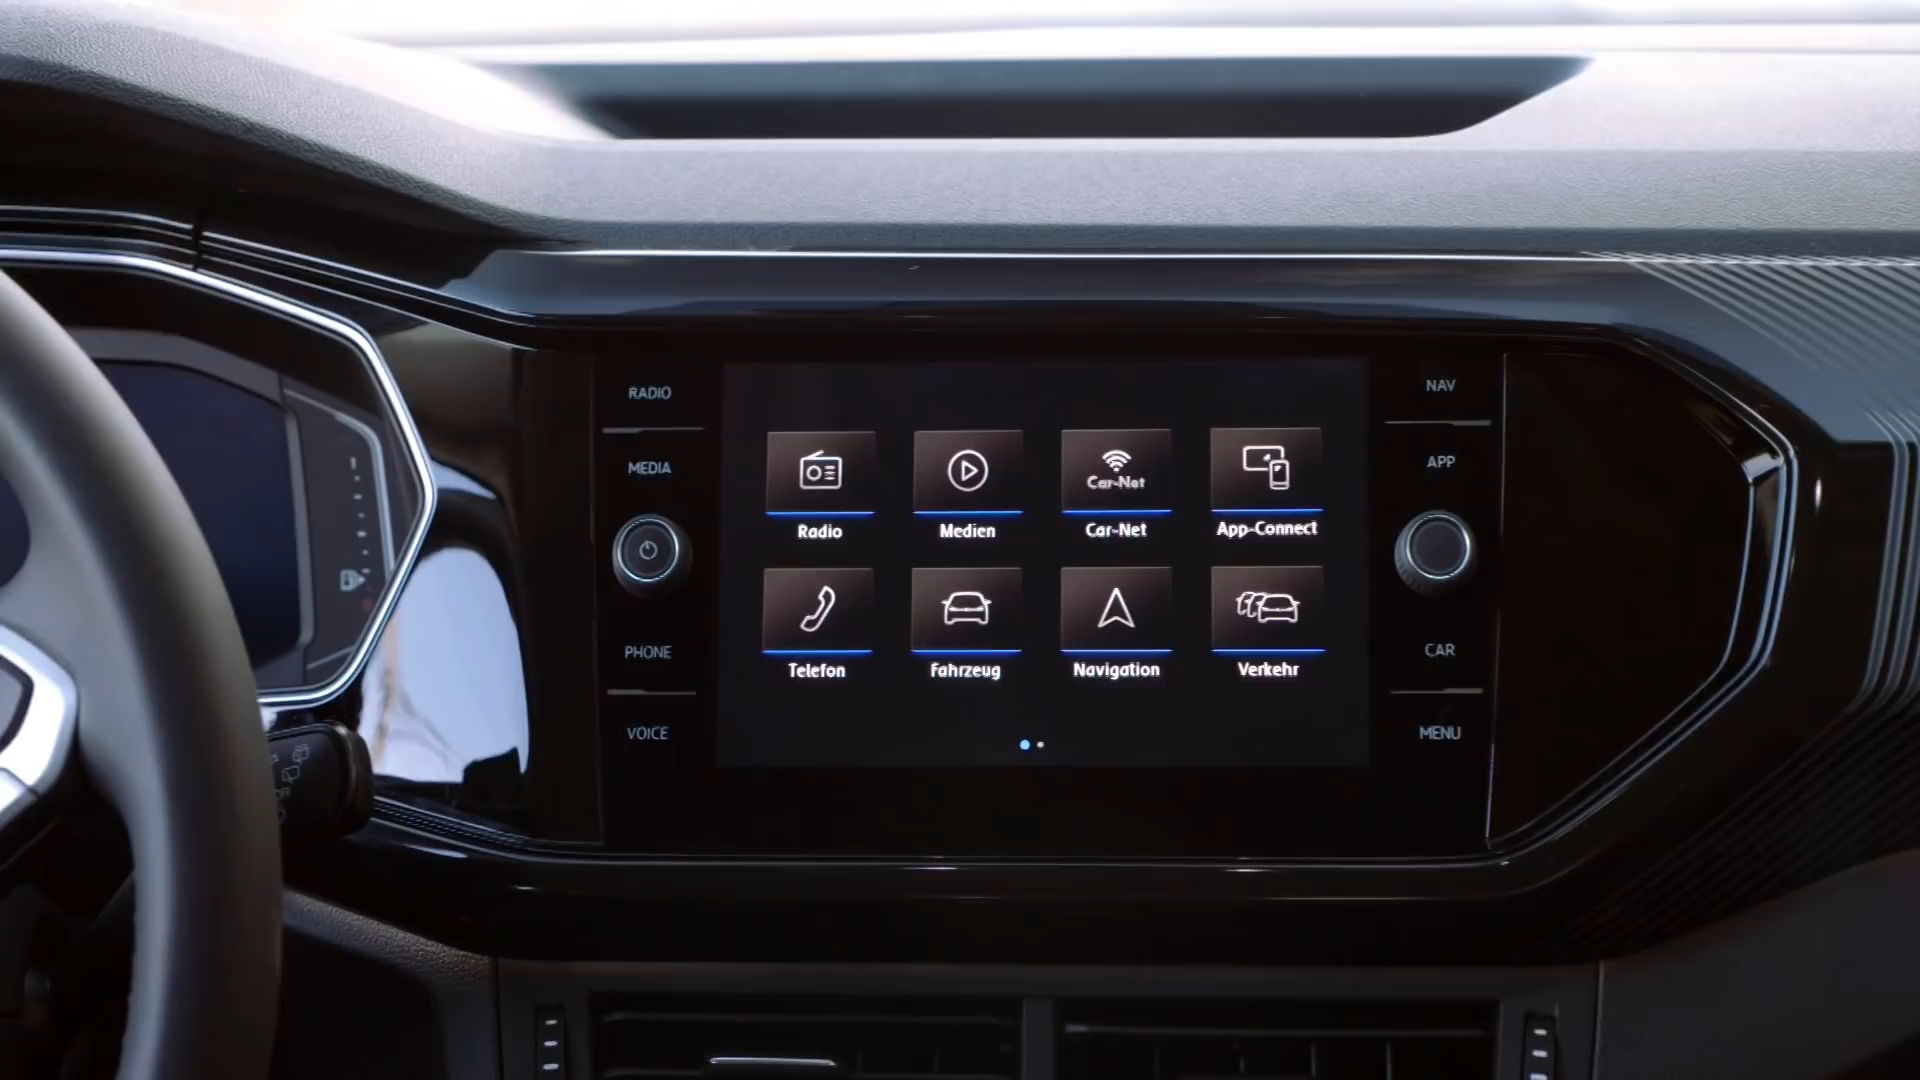 RADIO
MEDIA
PHONE
VOICE
Car-Net
Radio
Medien
Car-Net
App-Connect
Telefon
Fahrzeug
Navigation
Verkehr
NAV
APP
CAR
MENU